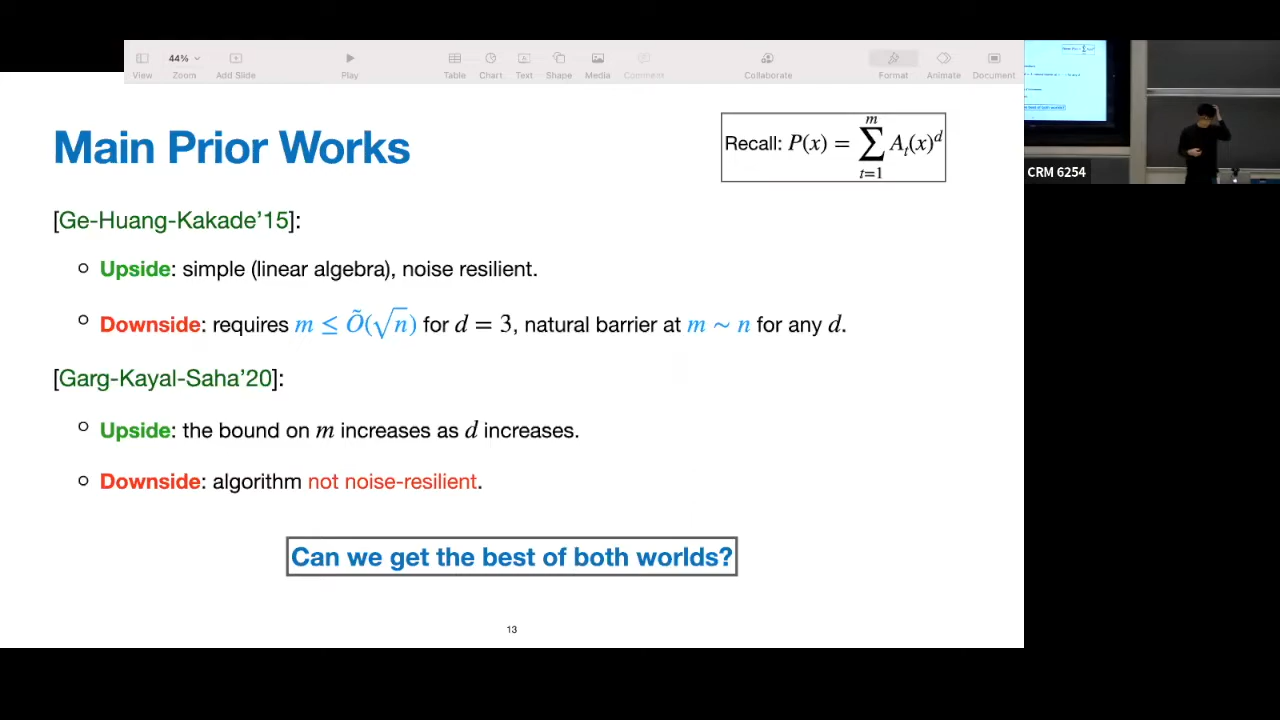 44%
View Zoom Add Slide Play Table Chart Text Shape Media Comment Collaborate Format Animate Document
Main Prior Works
Recall: P(x) = ∑_{t=1}^{m} A_t(x)^d
CRM 6254
[Ge-Huang-Kakade’15]:
Upside: simple (linear algebra), noise resilient.
Downside: requires m ≤ Õ(√n) for d = 3, natural barrier at m ∼ n for any d.
[Garg-Kayal-Saha’20]:
Upside: the bound on m increases as d increases.
Downside: algorithm not noise-resilient.
Can we get the best of both worlds?
13